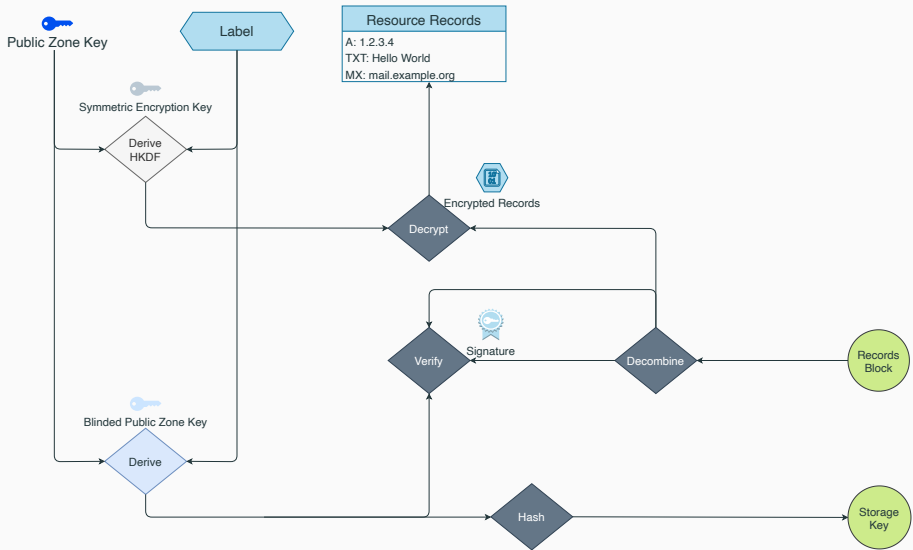 Public Zone Key
Label
Resource Records
A: 1.2.3.4
TXT: Hello World
MX: mail.example.org
Symmetric Encryption Key
Derive
HKDF
Encrypted Records
Decrypt
Signature
Verify
Decombine
Records
Block
Blinded Public Zone Key
Derive
Hash
Storage
Key